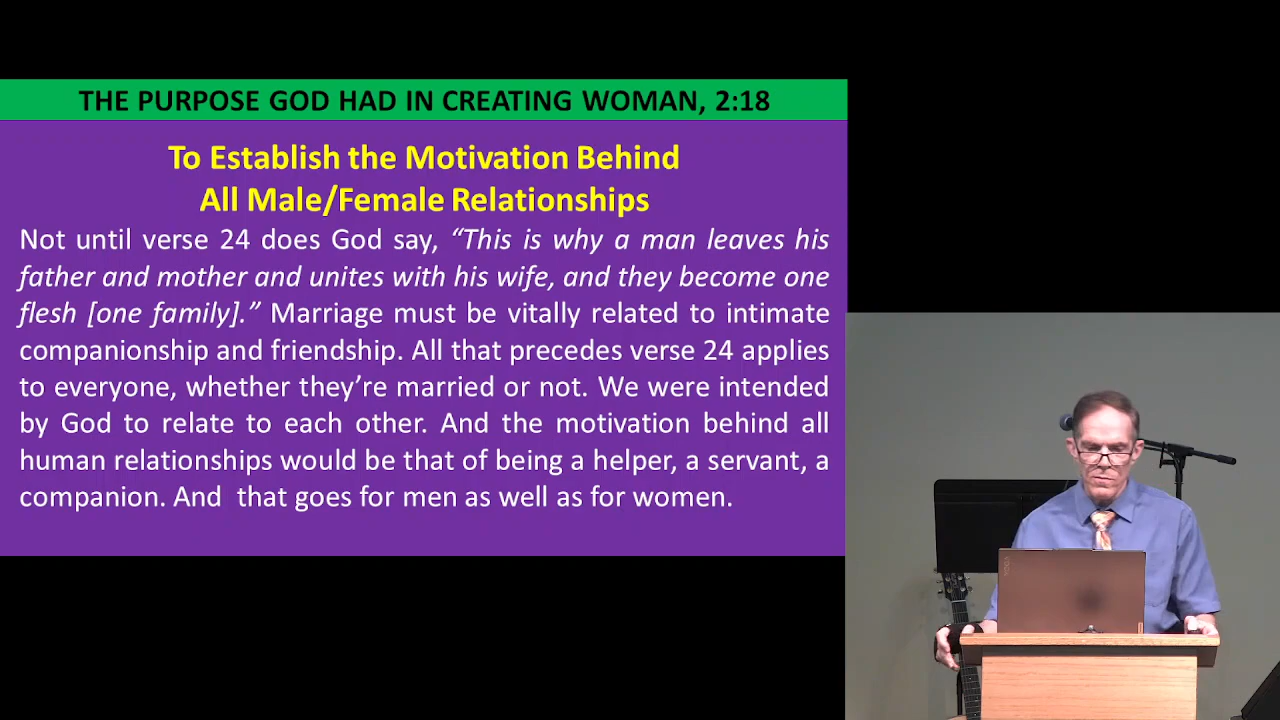 THE PURPOSE GOD HAD IN CREATING WOMAN, 2:18
To Establish the Motivation Behind
All Male/Female Relationships
Not until verse 24 does God say, “This is why a man leaves his
father and mother and unites with his wife, and they become one
flesh [one family].” Marriage must be vitally related to intimate
companionship and friendship. All that precedes verse 24 applies
to everyone, whether they’re married or not. We were intended
by God to relate to each other. And the motivation behind all
human relationships would be that of being a helper, a servant, a
companion. And  that goes for men as well as for women.